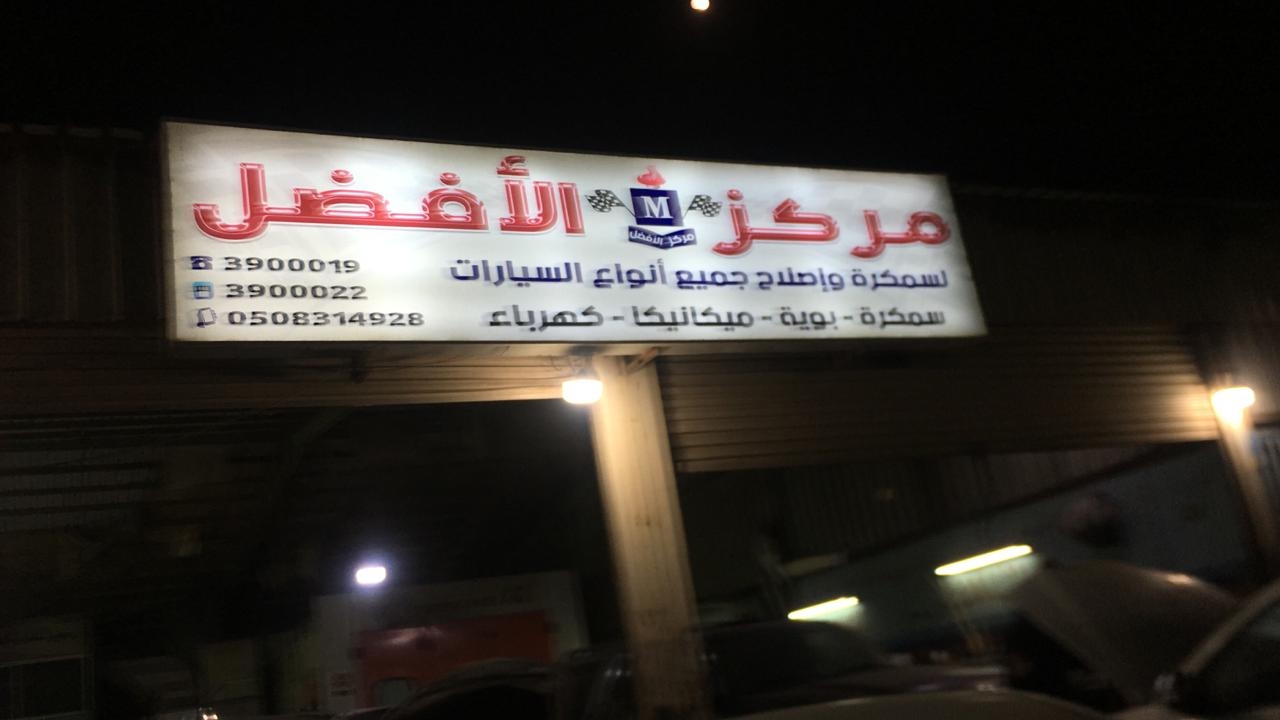 مركز الأفضل
M
مركز الأفضل
لسمكرة وإصلاح جميع أنواع السيارات
سمكرة - بوية - ميكانيكا - كهرباء
3900019
3900022
0508314928